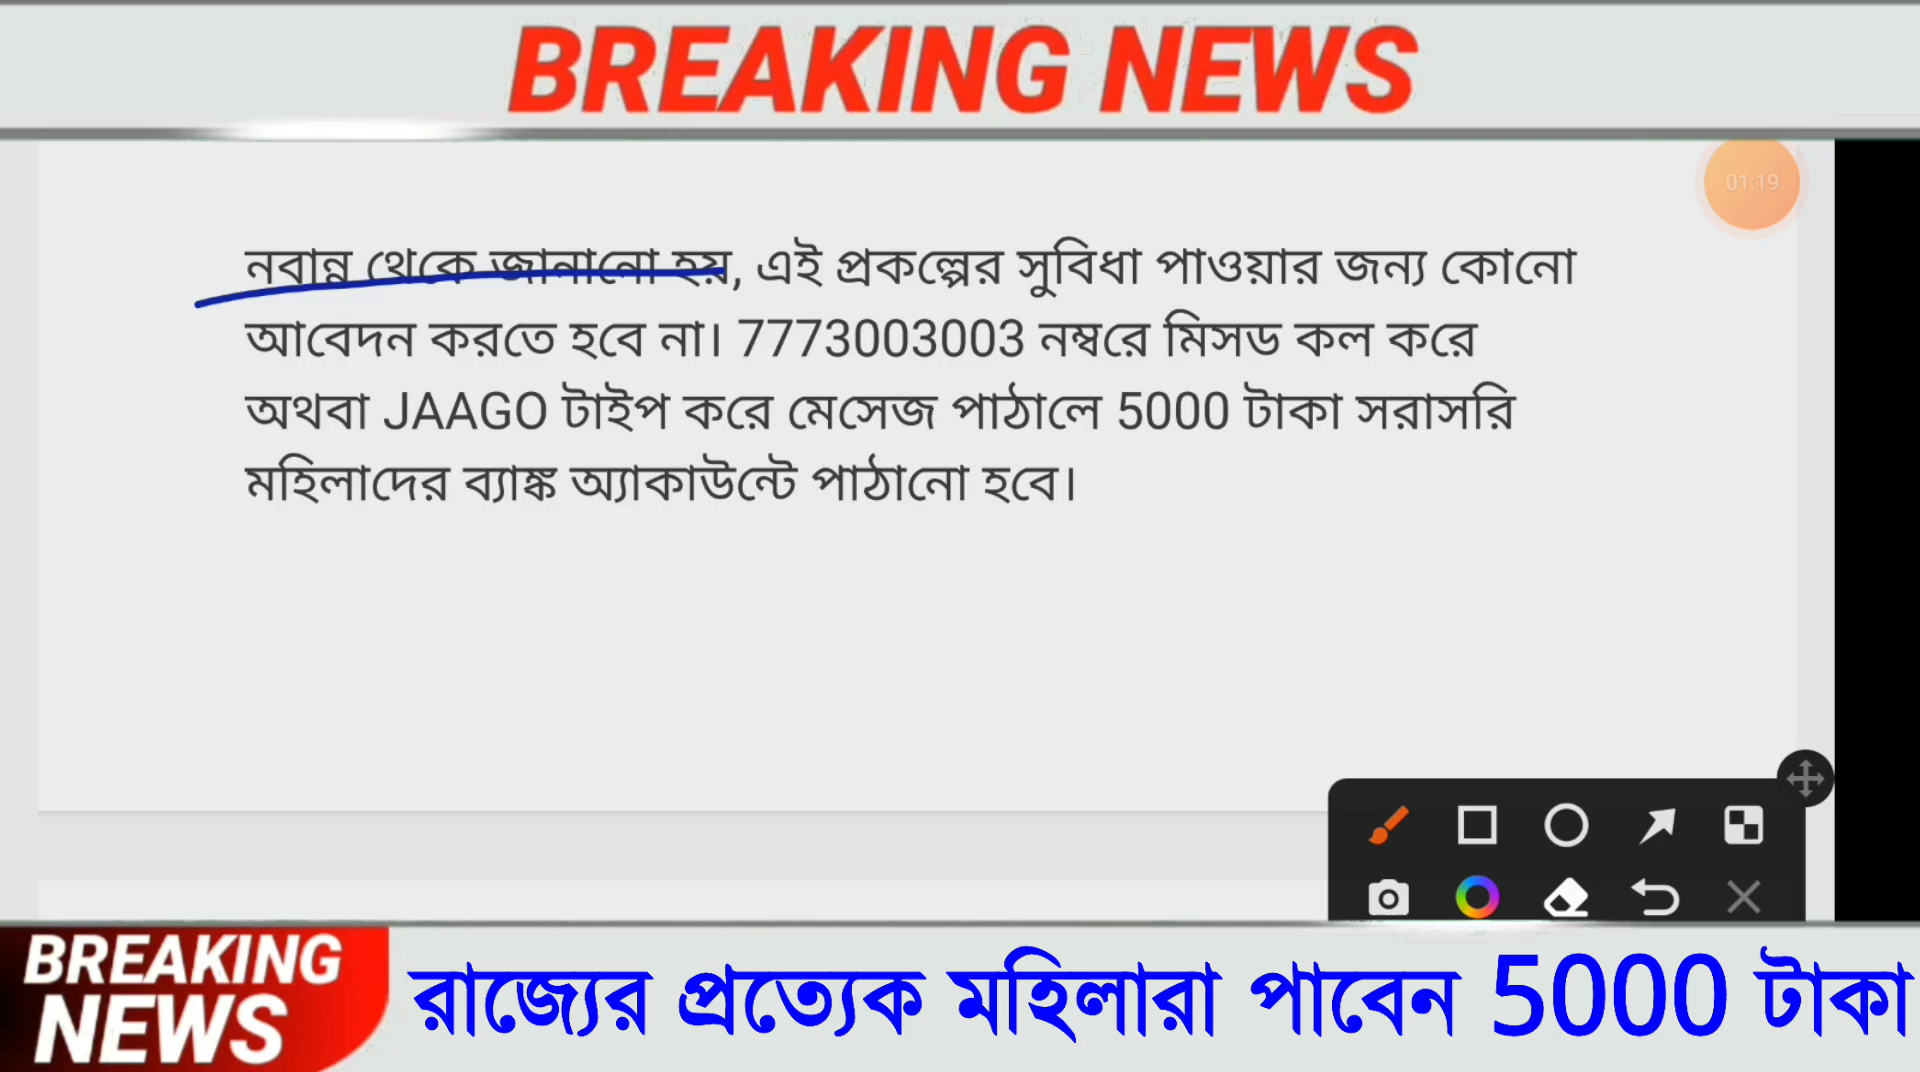 BREAKING NEWS
01:19
নবান্ন থেকে জানানো হয়, এই প্রকল্পের সুবিধা পাওয়ার জন্য কোনো
আবেদন করতে হবে না। 7773003003 নম্বরে মিসড কল করে
অথবা JAAGO টাইপ করে মেসেজ পাঠালে 5000 টাকা সরাসরি
মহিলাদের ব্যাঙ্ক অ্যাকাউন্টে পাঠানো হবে।
BREAKING
NEWS
রাজ্যের প্রত্যেক মহিলারা পাবেন 5000 টাকা